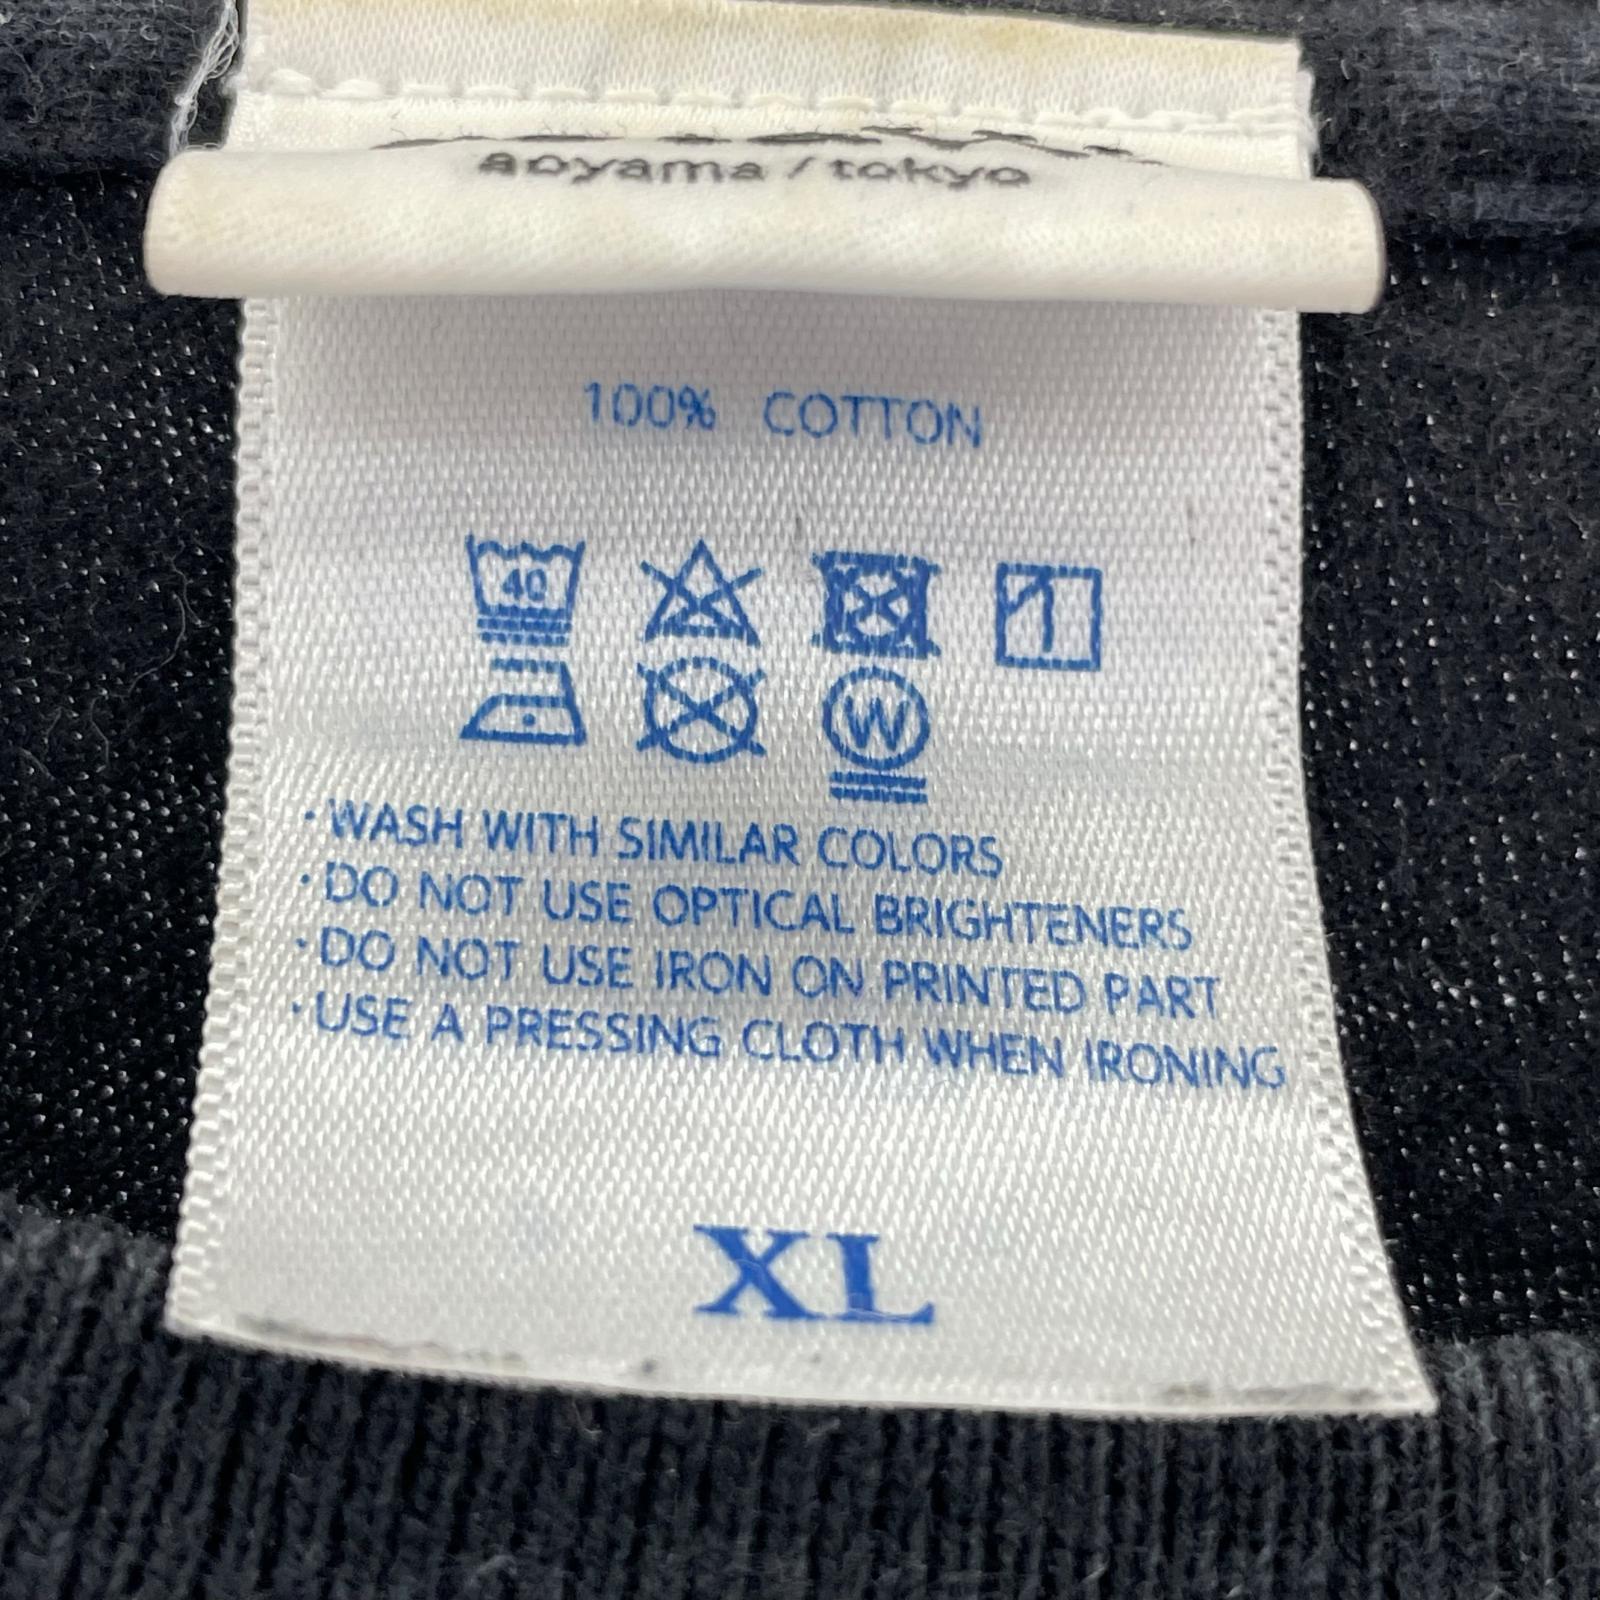 aoyama / tokyo
100% COTTON
40
W
·WASH WITH SIMILAR COLORS
·DO NOT USE OPTICAL BRIGHTENERS
·DO NOT USE IRON ON PRINTED PART
·USE A PRESSING CLOTH WHEN IRONING
XL